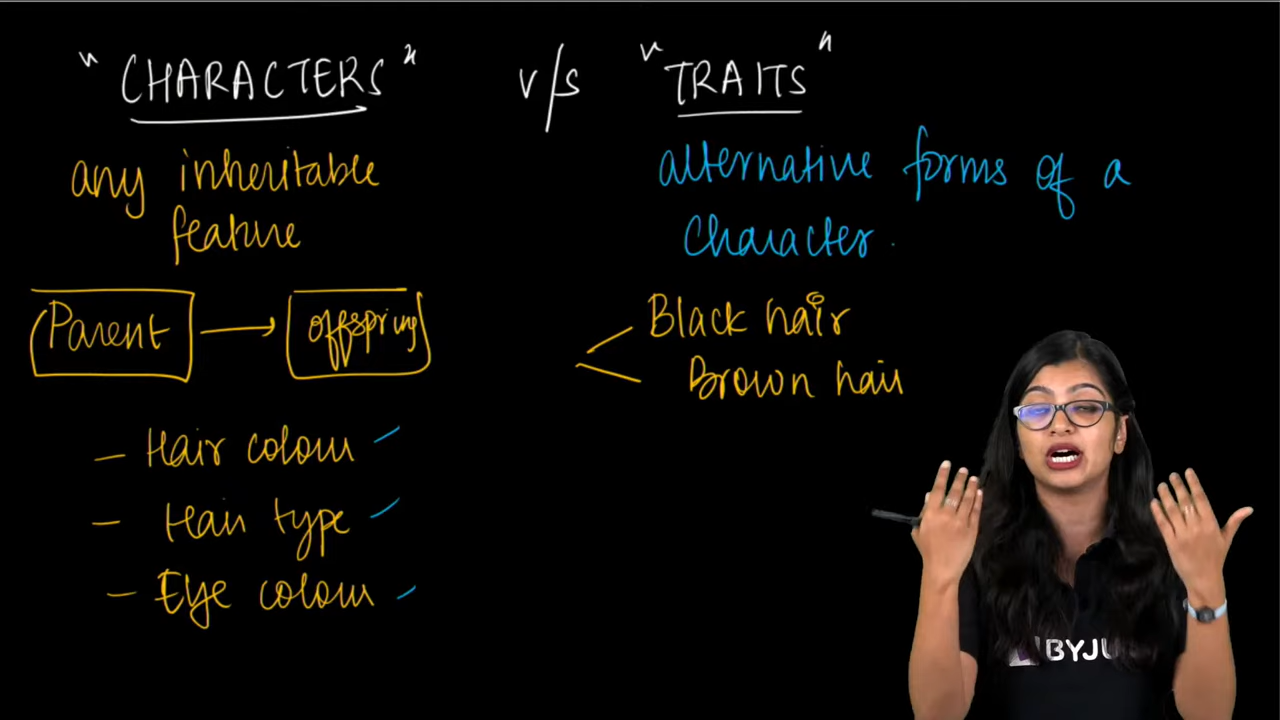 "CHARACTERS" v/s "TRAITS"
any inheritable
feature
alternative forms of a
character.
Parent → offspring
Black hair
Brown hair
- Hair colour
- Hair type
- Eye colour
BYJU